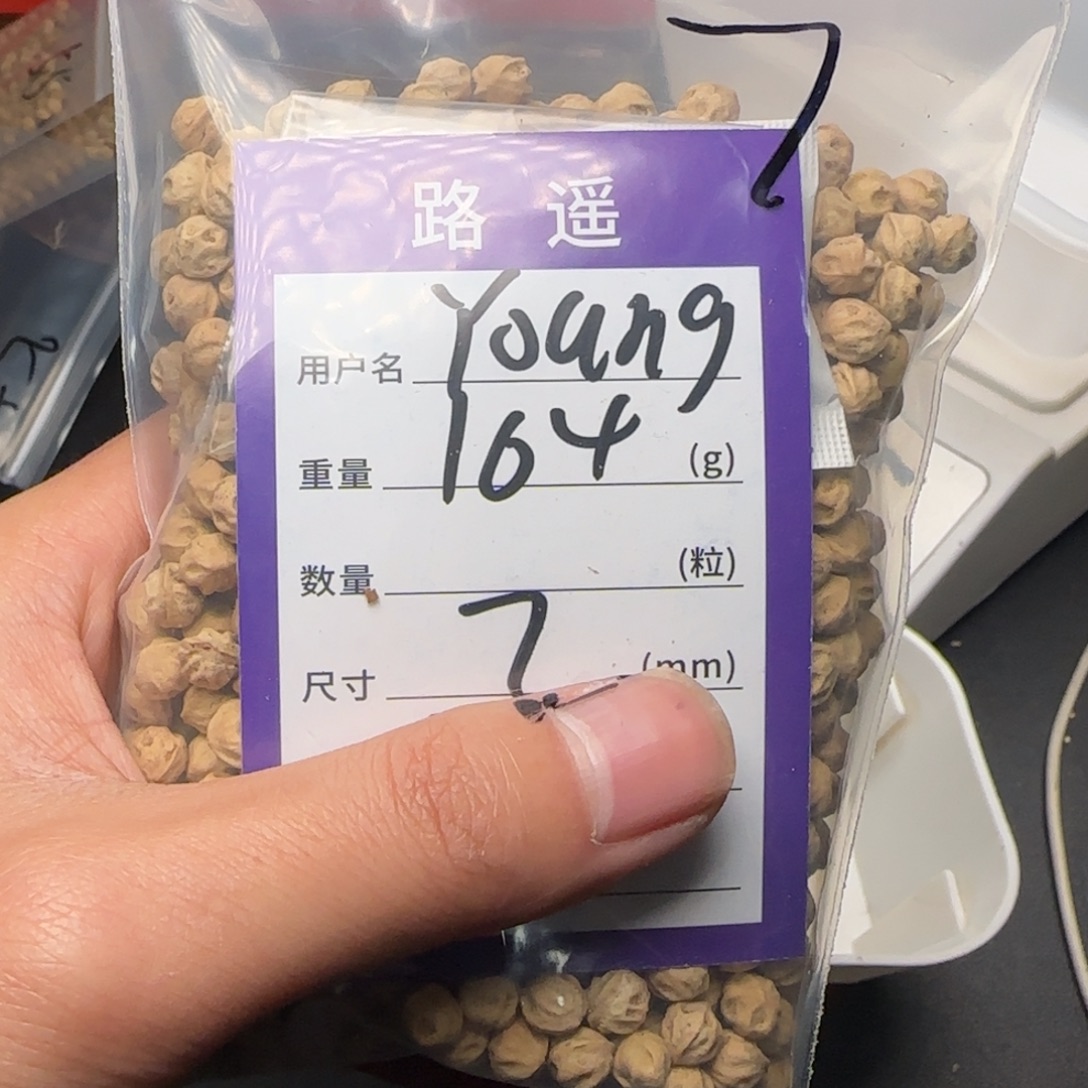 7
路遥
用户名 Young
重量 164 (g)
数量 (粒)
尺寸 7 (mm)